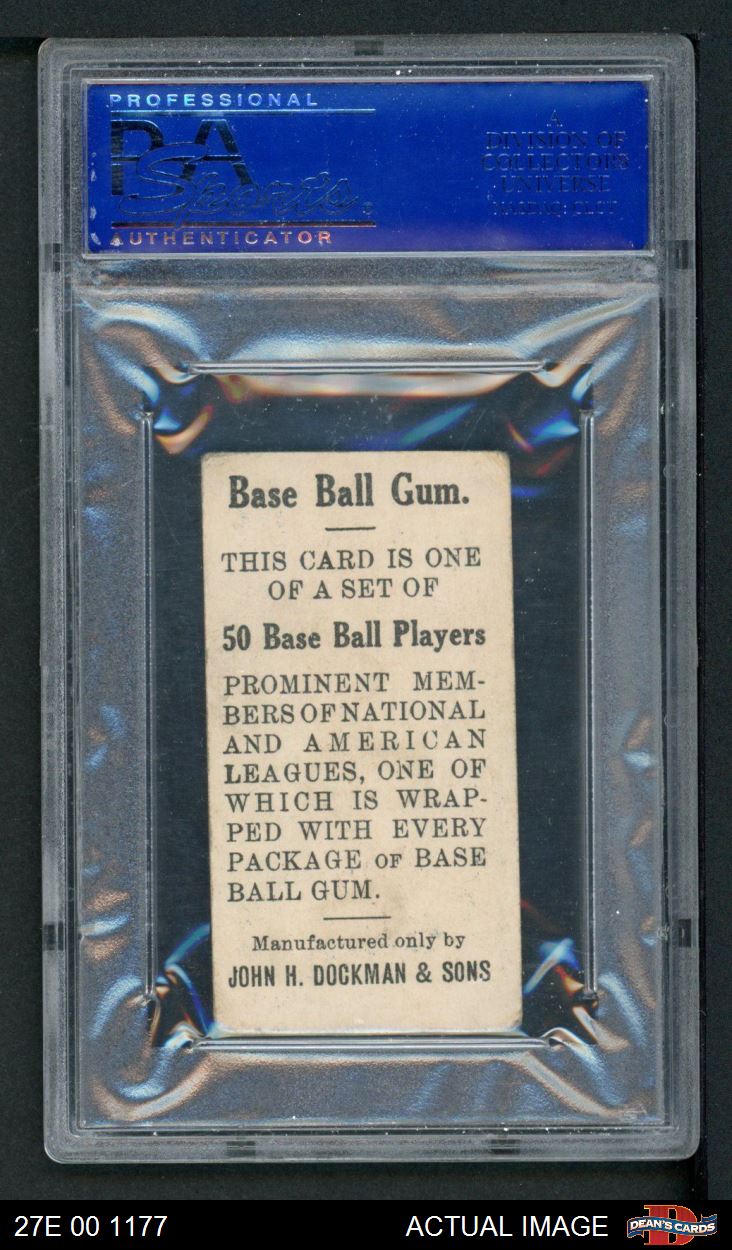 PROFESSIONAL
PSA
Sports
AUTHENTICATOR
A
DIVISION OF
COLLECTORS
UNIVERSE
NASDAQ: CLCT
Base Ball Gum.
THIS CARD IS ONE
OF A SET OF
50 Base Ball Players
PROMINENT MEM-
BERS OF NATIONAL
AND AMERICAN
LEAGUES, ONE OF
WHICH IS WRAP-
PED WITH EVERY
PACKAGE OF BASE
BALL GUM.
Manufactured only by
JOHN H. DOCKMAN & SONS
27E 00 1177
ACTUAL IMAGE
DEAN'S CARDS